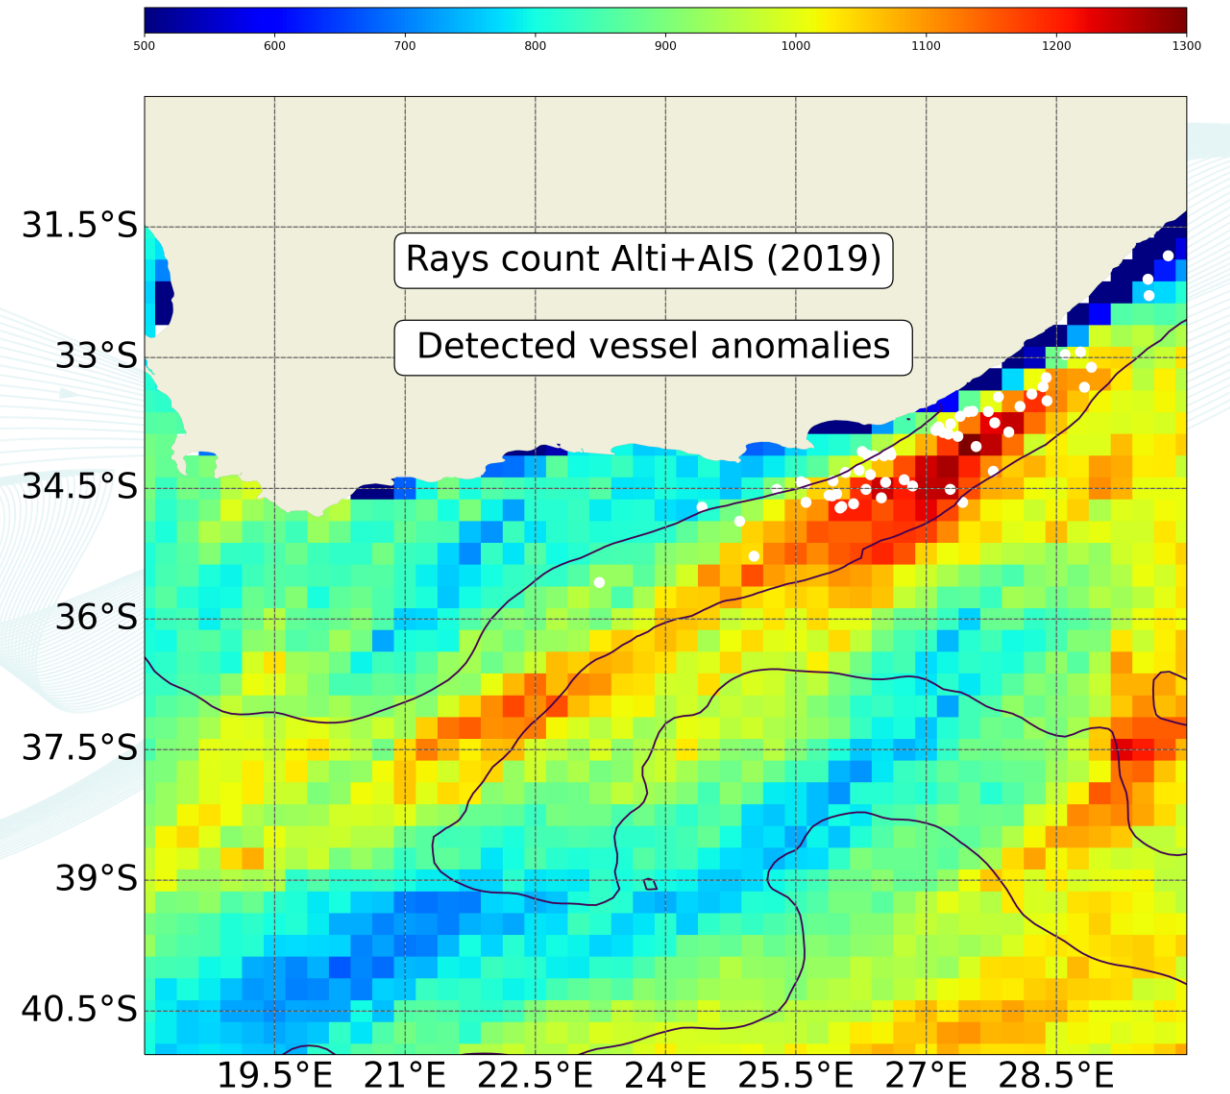 500 600 700 800 900 1000 1100 1200 1300
31.5°S
Rays count Alti+AIS (2019)
Detected vessel anomalies
33°S
34.5°S
36°S
37.5°S
39°S
40.5°S
19.5°E 21°E 22.5°E 24°E 25.5°E 27°E 28.5°E